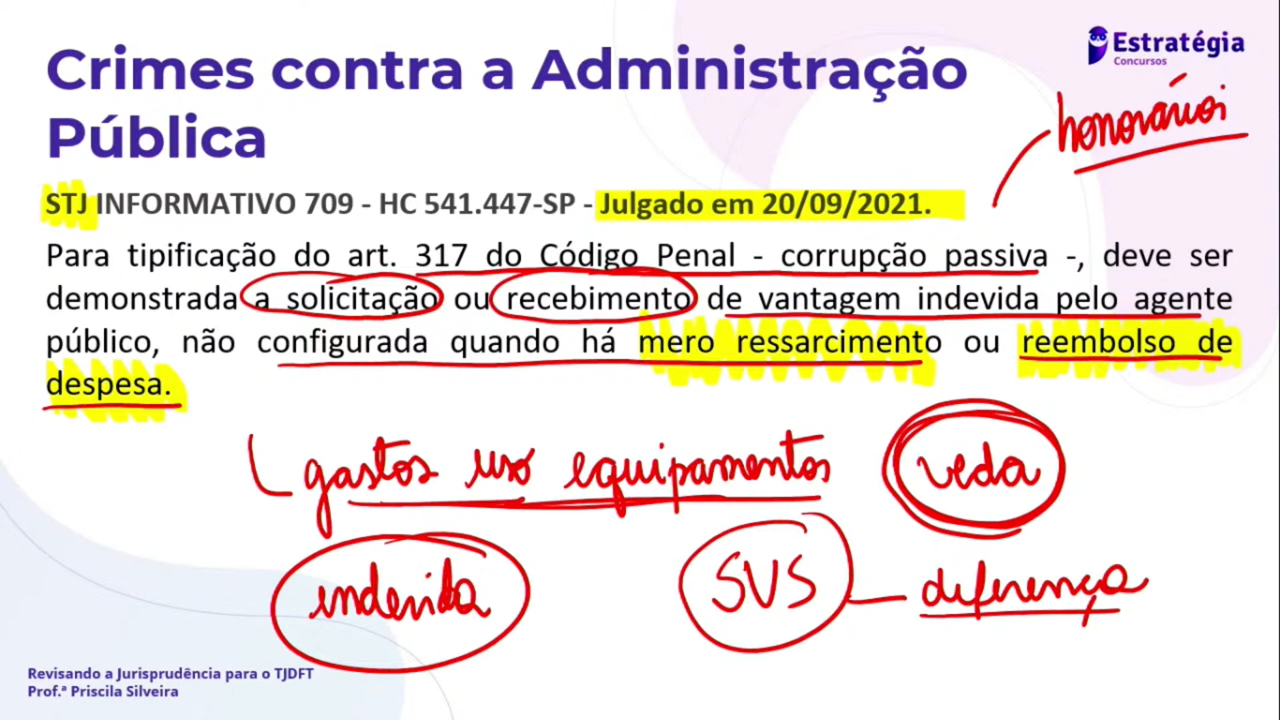 Estratégia
Concursos
Crimes contra a Administração
Pública
honorários
STJ INFORMATIVO 709 - HC 541.447-SP - Julgado em 20/09/2021.
Para tipificação do art. 317 do Código Penal - corrupção passiva -, deve ser
demonstrada a solicitação ou recebimento de vantagem indevida pelo agente
público, não configurada quando há mero ressarcimento ou reembolso de
despesa.
gastos uso equipamentos
veda
indevida
SUS
diferença
Revisando a Jurisprudência para o TJDFT
Prof.ª Priscila Silveira